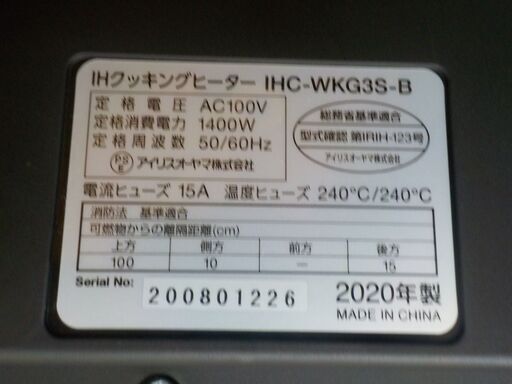 IHクッキングヒーター IHC-WKG3S-B
定格電圧 AC100V
定格消費電力 1400W
定格周波数 50/60Hz
PS E アイリスオーヤマ株式会社
総務省基準適合
型式確認 第IRIH-123号
アイリスオーヤマ株式会社
電流ヒューズ 15A 温度ヒューズ 240℃/240℃
消防法 基準適合
可燃物からの離隔距離(cm)
上方 側方 前方 後方
100 10 — 15
Serial No: 200801226 2020年製
MADE IN CHINA